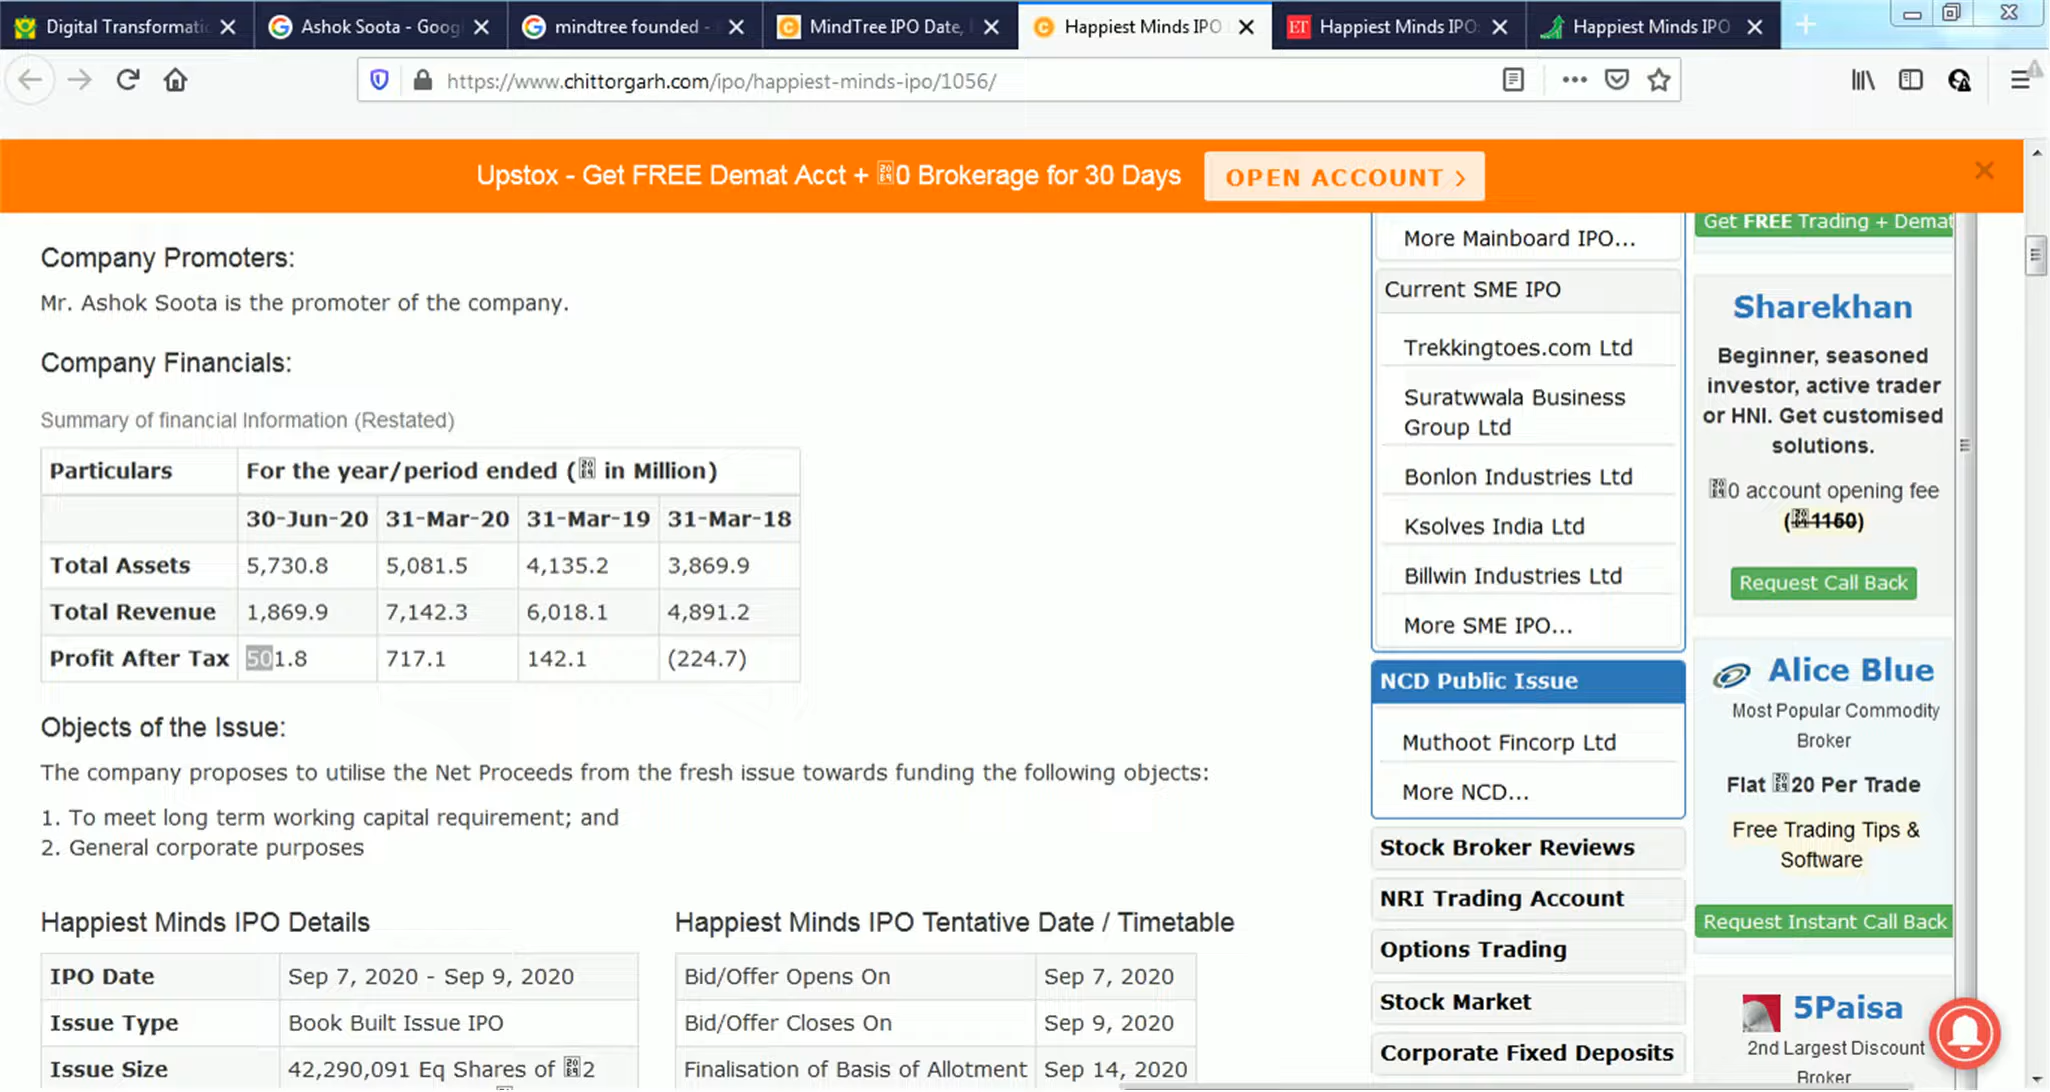 Digital Transformati
Ashok Soota - Goog
mindtree founded -
MindTree IPO Date,
Happiest Minds IPO
Happiest Minds IPO
Happiest Minds IPO
https://www.chittorgarh.com/ipo/happiest-minds-ipo/1056/
Upstox - Get FREE Demat Acct + 0 Brokerage for 30 Days
OPEN ACCOUNT >
Company Promoters:
Mr. Ashok Soota is the promoter of the company.
Company Financials:
Summary of financial Information (Restated)
Particulars For the year/period ended ( in Million)
30-Jun-20 31-Mar-20 31-Mar-19 31-Mar-18
Total Assets 5,730.8 5,081.5 4,135.2 3,869.9
Total Revenue 1,869.9 7,142.3 6,018.1 4,891.2
Profit After Tax 501.8 717.1 142.1 (224.7)
Objects of the Issue:
The company proposes to utilise the Net Proceeds from the fresh issue towards funding the following objects:
1. To meet long term working capital requirement; and
2. General corporate purposes
Happiest Minds IPO Details
IPO Date Sep 7, 2020 - Sep 9, 2020
Issue Type Book Built Issue IPO
Issue Size 42,290,091 Eq Shares of 2
Happiest Minds IPO Tentative Date / Timetable
Bid/Offer Opens On Sep 7, 2020
Bid/Offer Closes On Sep 9, 2020
Finalisation of Basis of Allotment Sep 14, 2020
More Mainboard IPO...
Current SME IPO
Trekkingtoes.com Ltd
Suratwwala Business
Group Ltd
Bonlon Industries Ltd
Ksolves India Ltd
Billwin Industries Ltd
More SME IPO...
NCD Public Issue
Muthoot Fincorp Ltd
More NCD...
Stock Broker Reviews
NRI Trading Account
Options Trading
Stock Market
Corporate Fixed Deposits
Get FREE Trading + Demat
Sharekhan
Beginner, seasoned
investor, active trader
or HNI. Get customised
solutions.
0 account opening fee
(1150)
Request Call Back
Alice Blue
Most Popular Commodity
Broker
Flat 20 Per Trade
Free Trading Tips &
Software
Request Instant Call Back
5Paisa
2nd Largest Discount
Broker